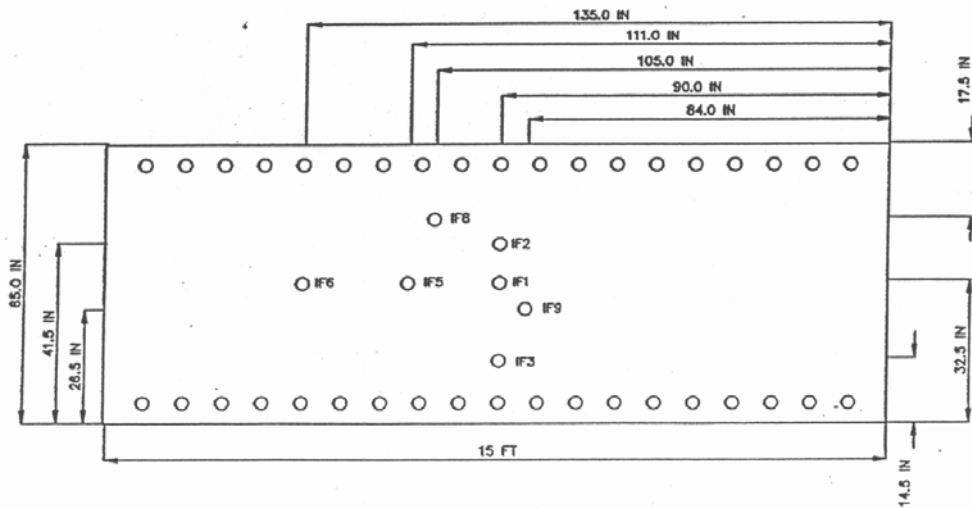 135.0 IN
111.0 IN
105.0 IN
90.0 IN
84.0 IN
17.5 IN
IF8
IF2
IF6
IF5
IF1
IF9
IF3
65.0 IN
41.5 IN
26.5 IN
32.5 IN
15 FT
14.5 IN